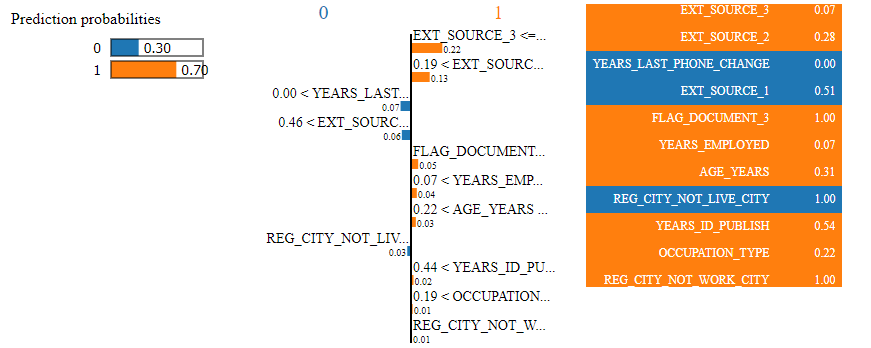 Prediction probabilities
0 0.30
1 0.70
0 1
EXT_SOURCE_3 <=...
0.22
0.19 < EXT_SOURC...
0.13
0.00 < YEARS_LAST...
0.07
0.46 < EXT_SOURC...
0.06
FLAG_DOCUMENT...
0.05
0.07 < YEARS_EMP...
0.04
0.22 < AGE_YEARS ...
0.03
REG_CITY_NOT_LIV...
0.03
0.44 < YEARS_ID_PU...
0.02
0.19 < OCCUPATION...
0.01
REG_CITY_NOT_W...
0.01
EXT_SOURCE_3 0.07
EXT_SOURCE_2 0.28
YEARS_LAST_PHONE_CHANGE 0.00
EXT_SOURCE_1 0.51
FLAG_DOCUMENT_3 1.00
YEARS_EMPLOYED 0.07
AGE_YEARS 0.31
REG_CITY_NOT_LIVE_CITY 1.00
YEARS_ID_PUBLISH 0.54
OCCUPATION_TYPE 0.22
REG_CITY_NOT_WORK_CITY 1.00